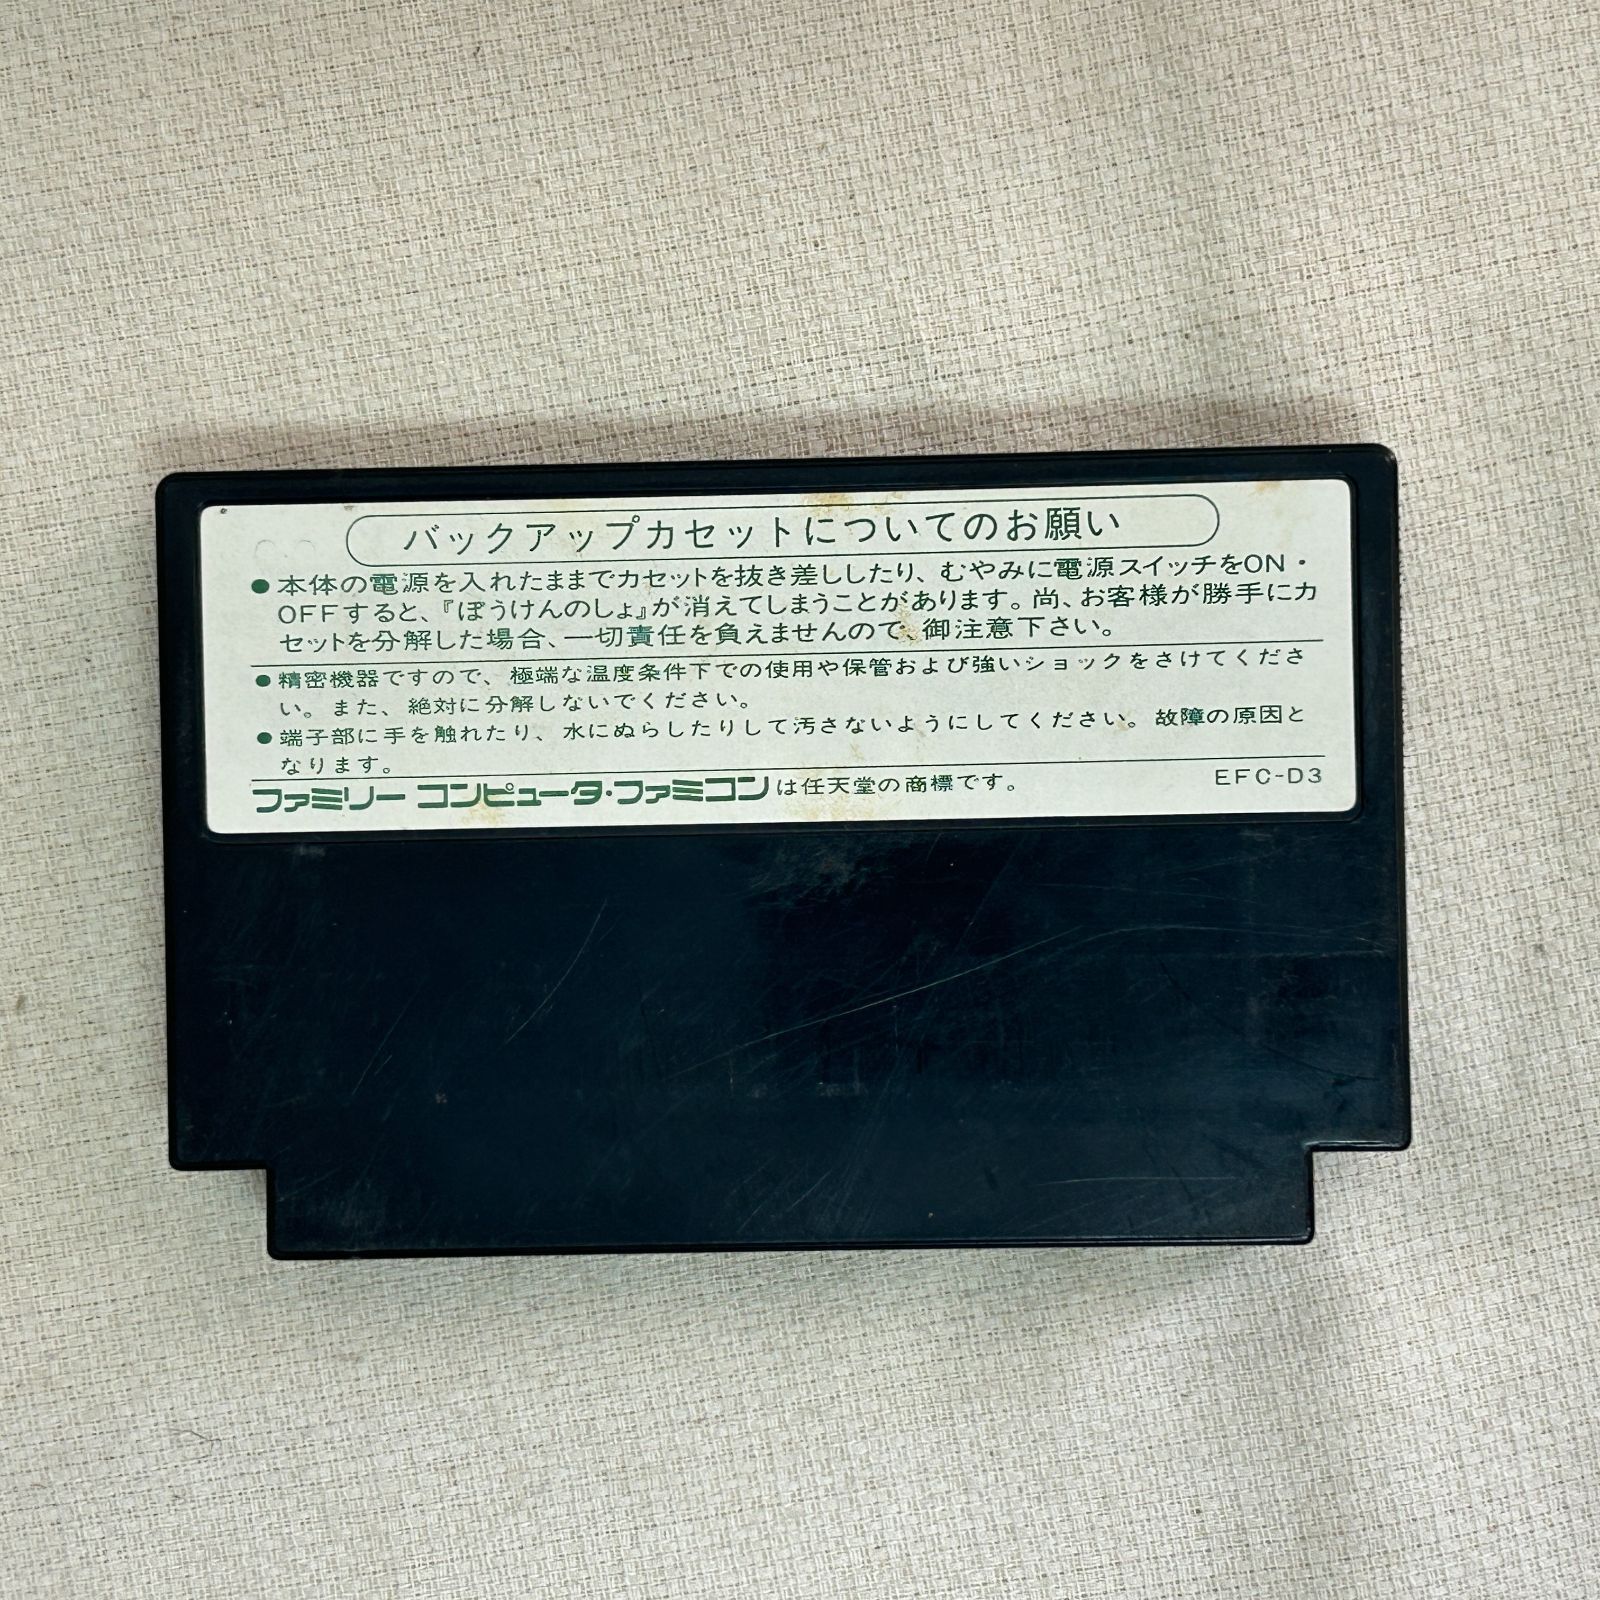 バックアップカセットについてのお願い
●本体の電源を入れたままでカセットを抜き差ししたり、むやみに電源スイッチをON・
OFFすると、『ぼうけんのしょ』が消えてしまうことがあります。尚、お客様が勝手にカ
セットを分解した場合、一切責任を負えませんので、御注意下さい。
●精密機器ですので、極端な温度条件下での使用や保管および強いショックをさけてくださ
い。また、絶対に分解しないでください。
●端子部に手を触れたり、水にぬらしたりして汚さないようにしてください。故障の原因と
なります。
ファミリー コンピュータ・ファミコンは任天堂の商標です。 EFC-D3